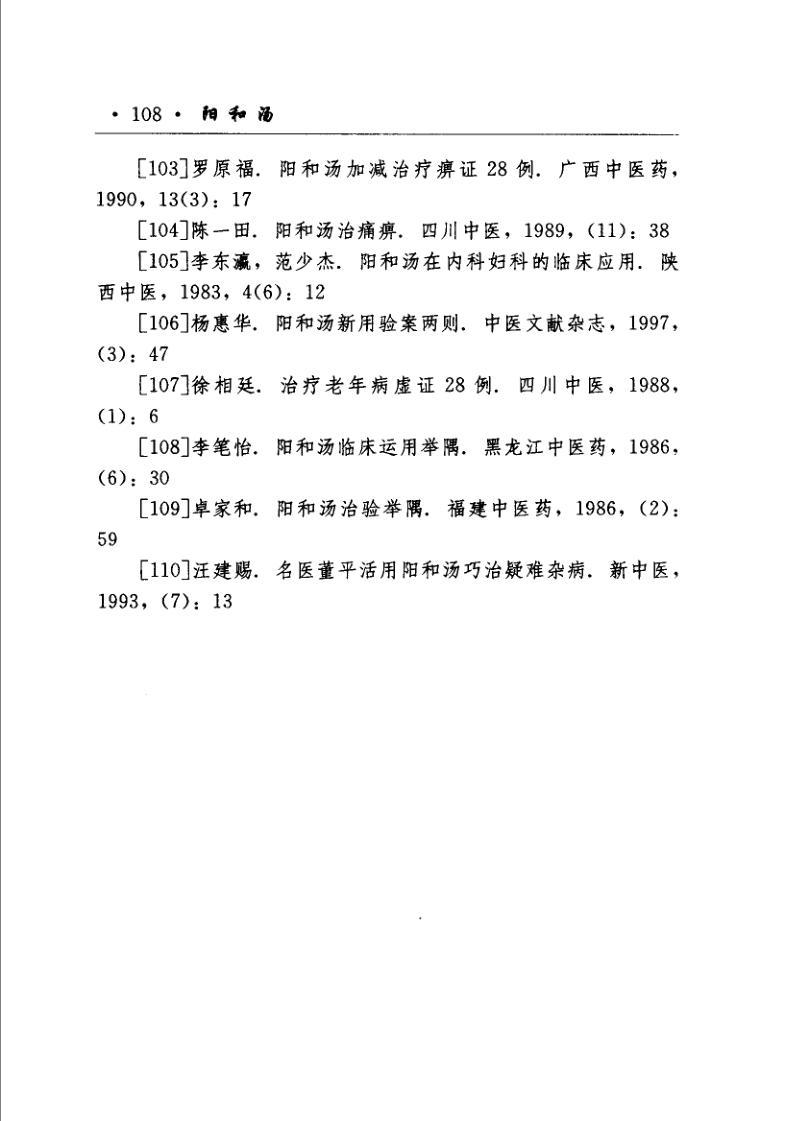 · 108 · 阳和汤
[103]罗原福．阳和汤加减治疗痹证 28 例．广西中医药，
1990，13(3)：17
[104]陈一田．阳和汤治痛痹．四川中医，1989，(11)：38
[105]李东瀛，范少杰．阳和汤在内科妇科的临床应用．陕
西中医，1983，4(6)：12
[106]杨惠华．阳和汤新用验案两则．中医文献杂志，1997，
(3)：47
[107]徐相廷．治疗老年病虚证 28 例．四川中医，1988，
(1)：6
[108]李笔怡．阳和汤临床运用举隅．黑龙江中医药，1986，
(6)：30
[109]卓家和．阳和汤治验举隅．福建中医药，1986，(2)：
59
[110]汪建赐．名医董平活用阳和汤巧治疑难杂病．新中医，
1993，(7)：13